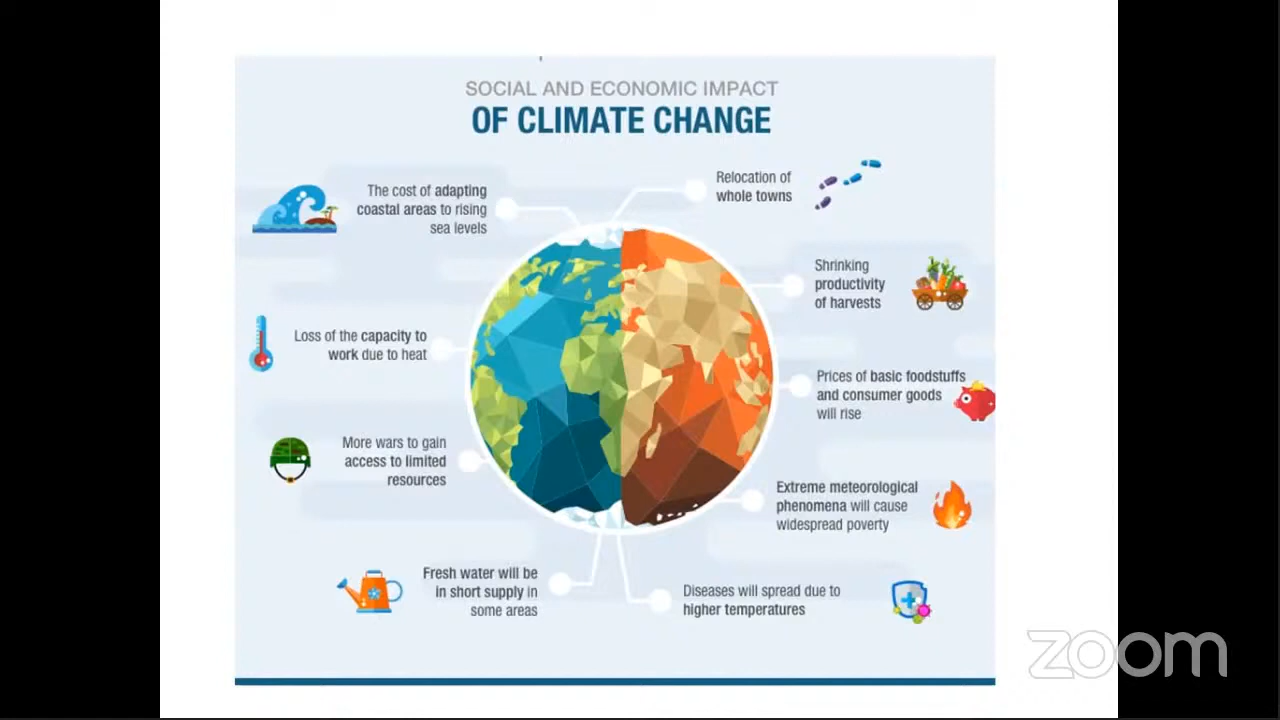 SOCIAL AND ECONOMIC IMPACT
OF CLIMATE CHANGE
The cost of adapting
coastal areas to rising
sea levels
Loss of the capacity to
work due to heat
More wars to gain
access to limited
resources
Fresh water will be
in short supply in
some areas
Relocation of
whole towns
Shrinking
productivity
of harvests
Prices of basic foodstuffs
and consumer goods
will rise
Extreme meteorological
phenomena will cause
widespread poverty
Diseases will spread due to
higher temperatures
zoom